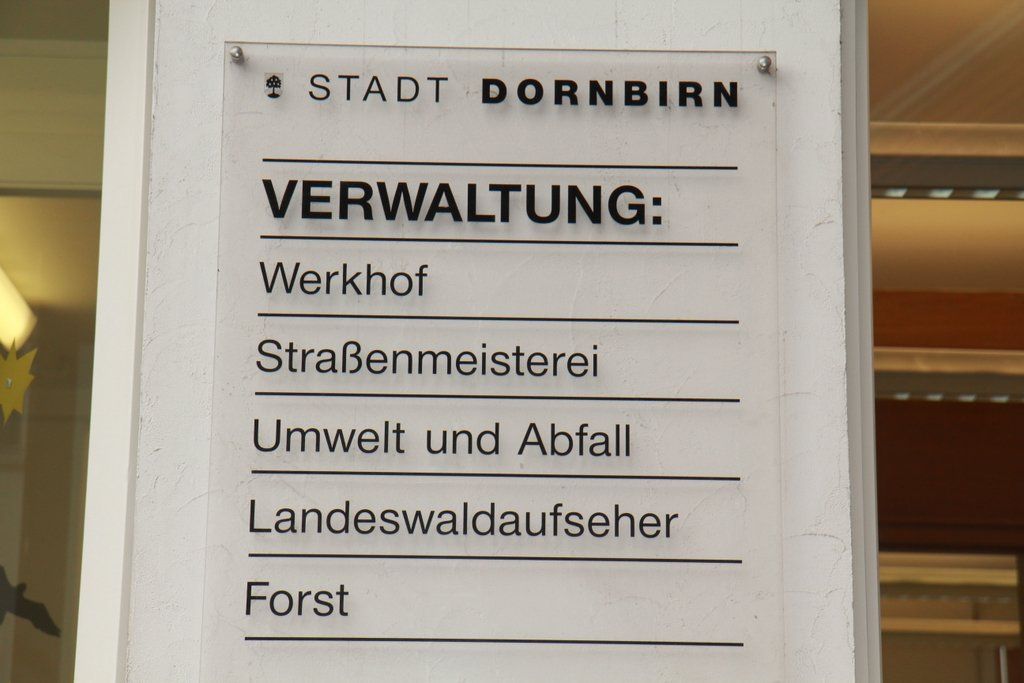 STADT DORNBIRN
VERWALTUNG:
Werkhof
Straßenmeisterei
Umwelt und Abfall
Landeswaldaufseher
Forst